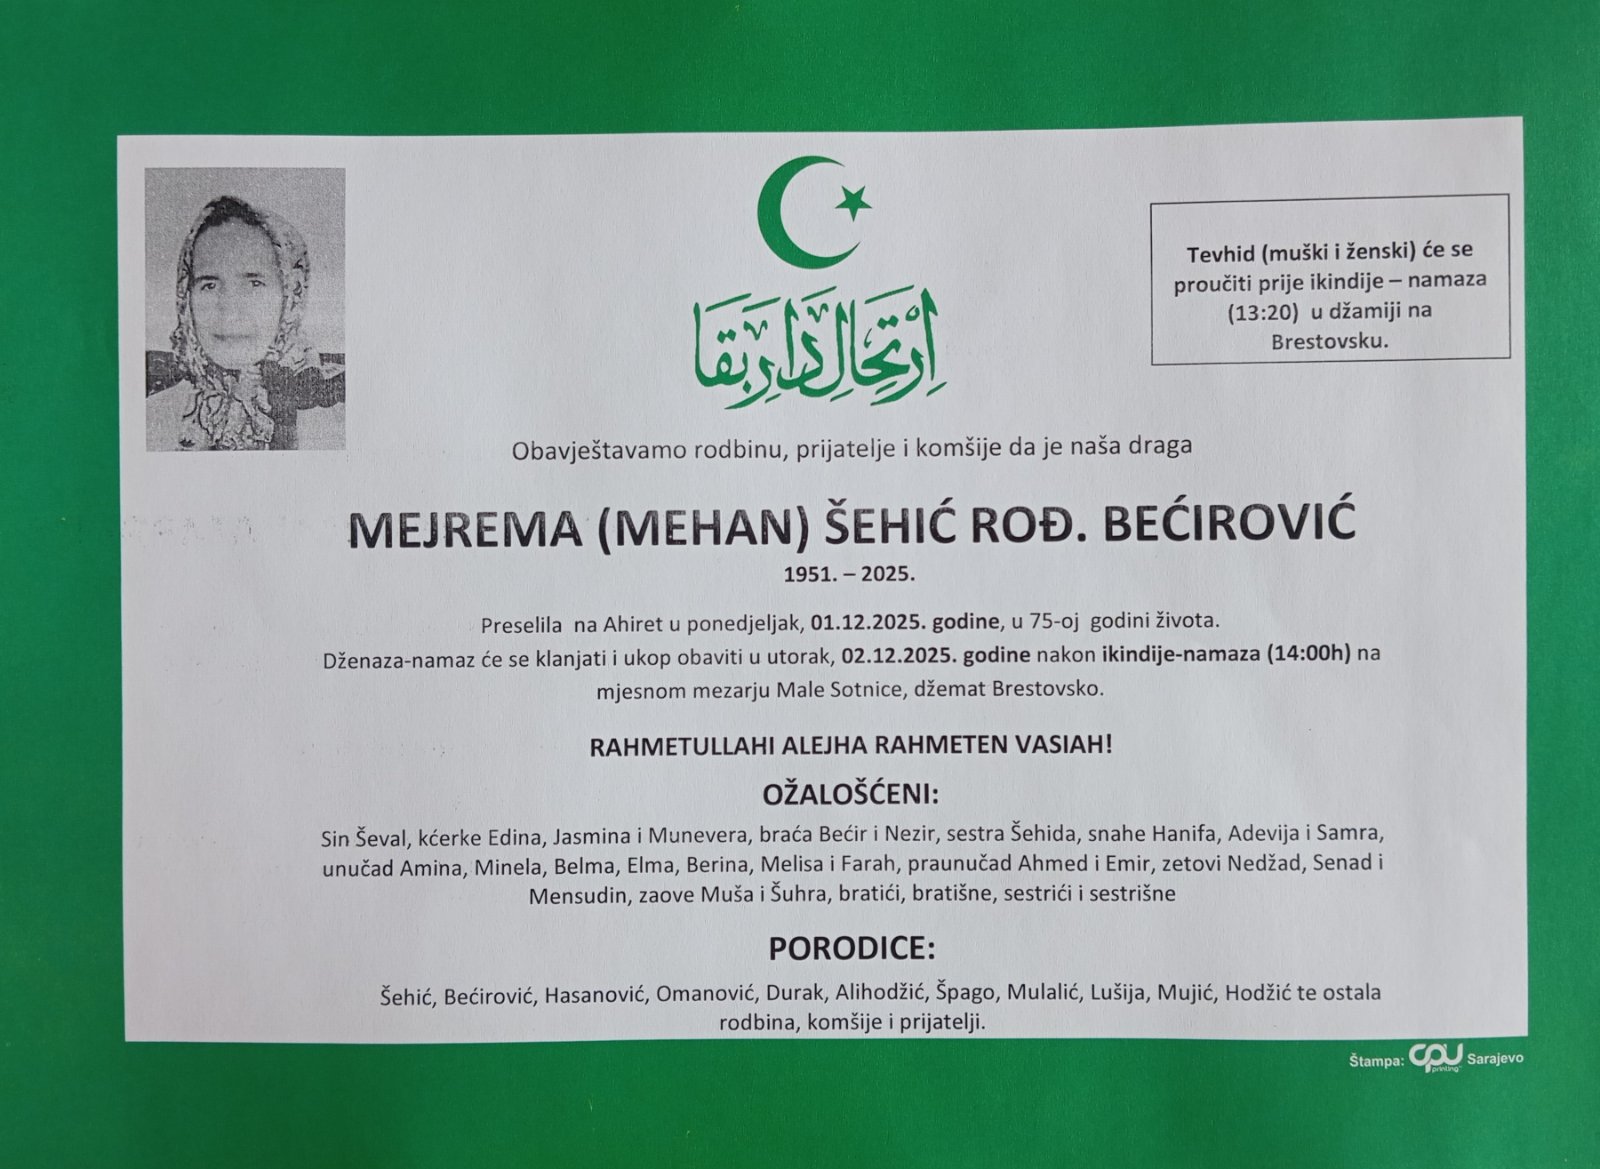 اِرْتِحَالِ دَارِ بَقَا
Tevhid (muški i ženski) će se
proučiti prije ikindije – namaza
(13:20) u džamiji na
Brestovsku.
Obavještavamo rodbinu, prijatelje i komšije da je naša draga
MEJREMA (MEHAN) ŠEHIĆ ROĐ. BEĆIROVIĆ
1951. – 2025.
Preselila na Ahiret u ponedjeljak, 01.12.2025. godine, u 75-oj godini života.
Dženaza-namaz će se klanjati i ukop obaviti u utorak, 02.12.2025. godine nakon ikindije-namaza (14:00h) na
mjesnom mezarju Male Sotnice, džemat Brestovsko.
RAHMETULLAHI ALEJHA RAHMETEN VASIAH!
OŽALOŠĆENI:
Sin Ševal, kćerke Edina, Jasmina i Munevera, braća Bećir i Nezir, sestra Šehida, snahe Hanifa, Adevija i Samra,
unučad Amina, Minela, Belma, Elma, Berina, Melisa i Farah, praunučad Ahmed i Emir, zetovi Nedžad, Senad i
Mensudin, zaove Muša i Šuhra, bratići, bratišne, sestrići i sestrišne
PORODICE:
Šehić, Bećirović, Hasanović, Omanović, Durak, Alihodžić, Špago, Mulalić, Lušija, Mujić, Hodžić te ostala
rodbina, komšije i prijatelji.
Štampa: CPU printing Sarajevo